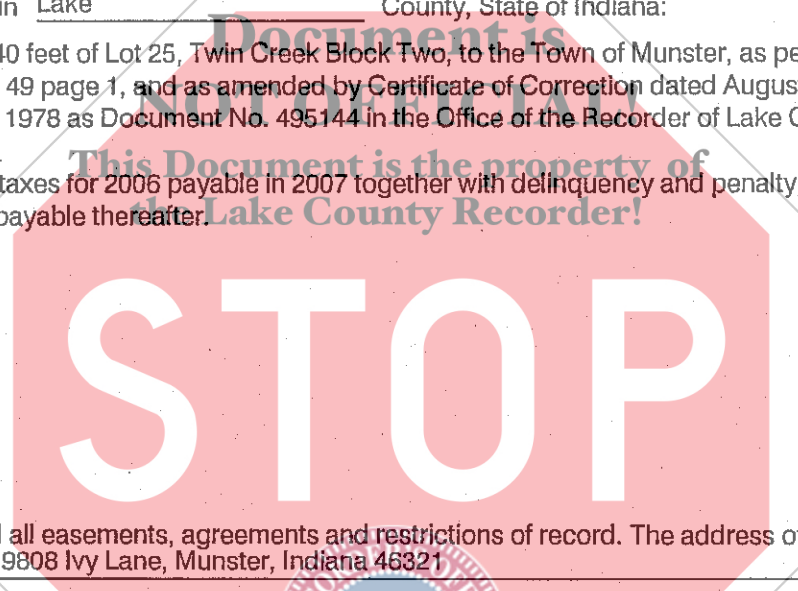 in Lake County, State of Indiana:
Document is
40 feet of Lot 25, Twin Creek Block Two, to the Town of Munster, as pe
49 page 1, and as amended by Certificate of Correction dated Augus
NOT OFFICIAL!
1978 as Document No. 495144 in the Office of the Recorder of Lake C
This Document is the property of
taxes for 2006 payable in 2007 together with delinquency and penalty
payable thereafter.
the Lake County Recorder!
STOP
all easements, agreements and restrictions of record. The address o
9808 Ivy Lane, Munster, Indiana 46321